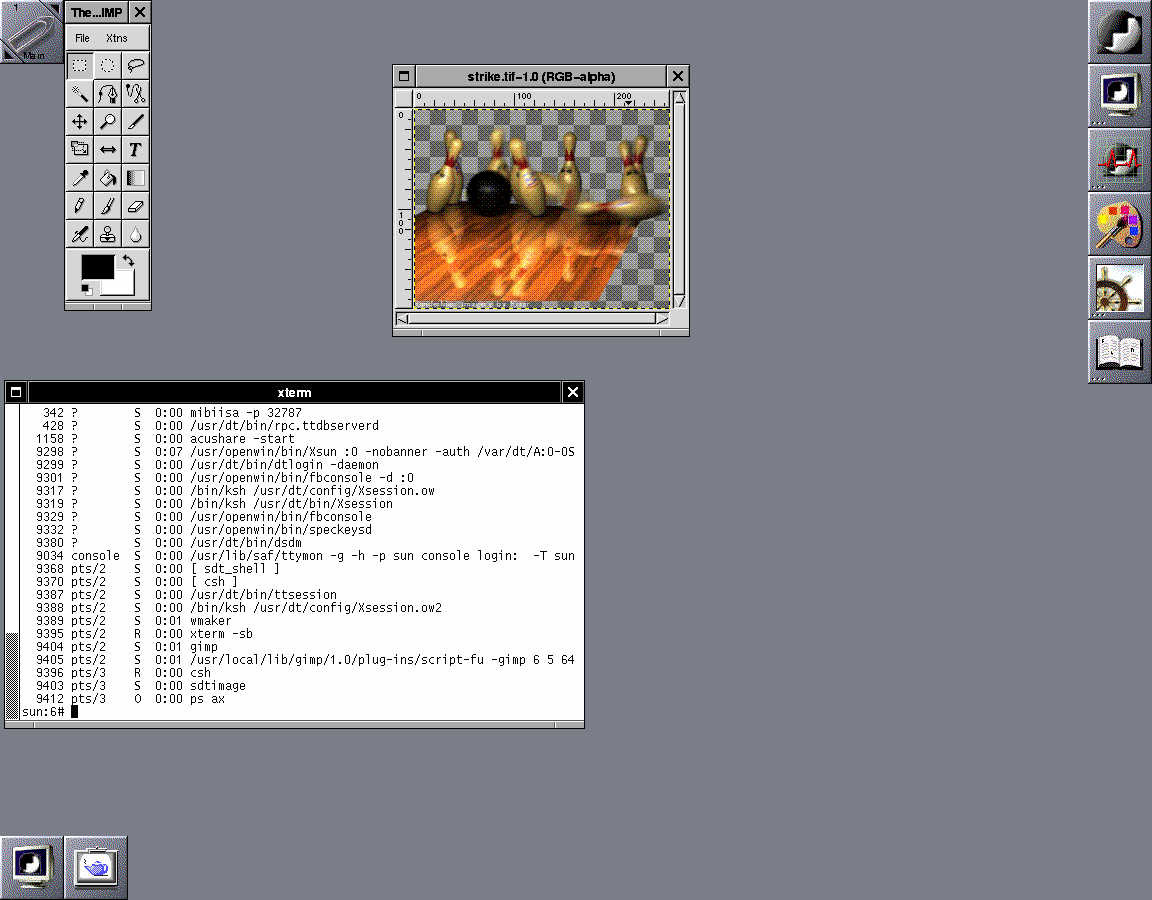 1
Main
The...IMP
File Xtns
strike.tif-1.0 (RGB-alpha)
0 100 200
0
100
xterm
342 ? S 0:00 mibiisa -p 32787
428 ? S 0:00 /usr/dt/bin/rpc.ttdbserverd
1158 ? S 0:00 acushare -start
9298 ? S 0:07 /usr/openwin/bin/Xsun :0 -nobanner -auth /var/dt/A:0-0S
9299 ? S 0:00 /usr/dt/bin/dtlogin -daemon
9301 ? S 0:00 /usr/openwin/bin/fbconsole -d :0
9317 ? S 0:00 /bin/ksh /usr/dt/config/Xsession.ow
9319 ? S 0:00 /bin/ksh /usr/dt/bin/Xsession
9329 ? S 0:00 /usr/openwin/bin/fbconsole
9332 ? S 0:00 /usr/openwin/bin/speckeysd
9380 ? S 0:00 /usr/dt/bin/dsdm
9034 console S 0:00 /usr/lib/saf/ttymon -g -h -p sun console login: -T sun
9368 pts/2 S 0:00 [ sdt_shell ]
9370 pts/2 S 0:00 [ csh ]
9387 pts/2 S 0:00 /usr/dt/bin/ttsession
9388 pts/2 S 0:00 /bin/ksh /usr/dt/config/Xsession.ow2
9389 pts/2 S 0:01 wmaker
9395 pts/2 R 0:00 xterm -sb
9404 pts/2 S 0:01 gimp
9405 pts/2 S 0:01 /usr/local/lib/gimp/1.0/plug-ins/script-fu -gimp 6 5 64
9396 pts/3 R 0:00 csh
9403 pts/3 S 0:00 sdtimage
9412 pts/3 O 0:00 ps ax
sun:6#